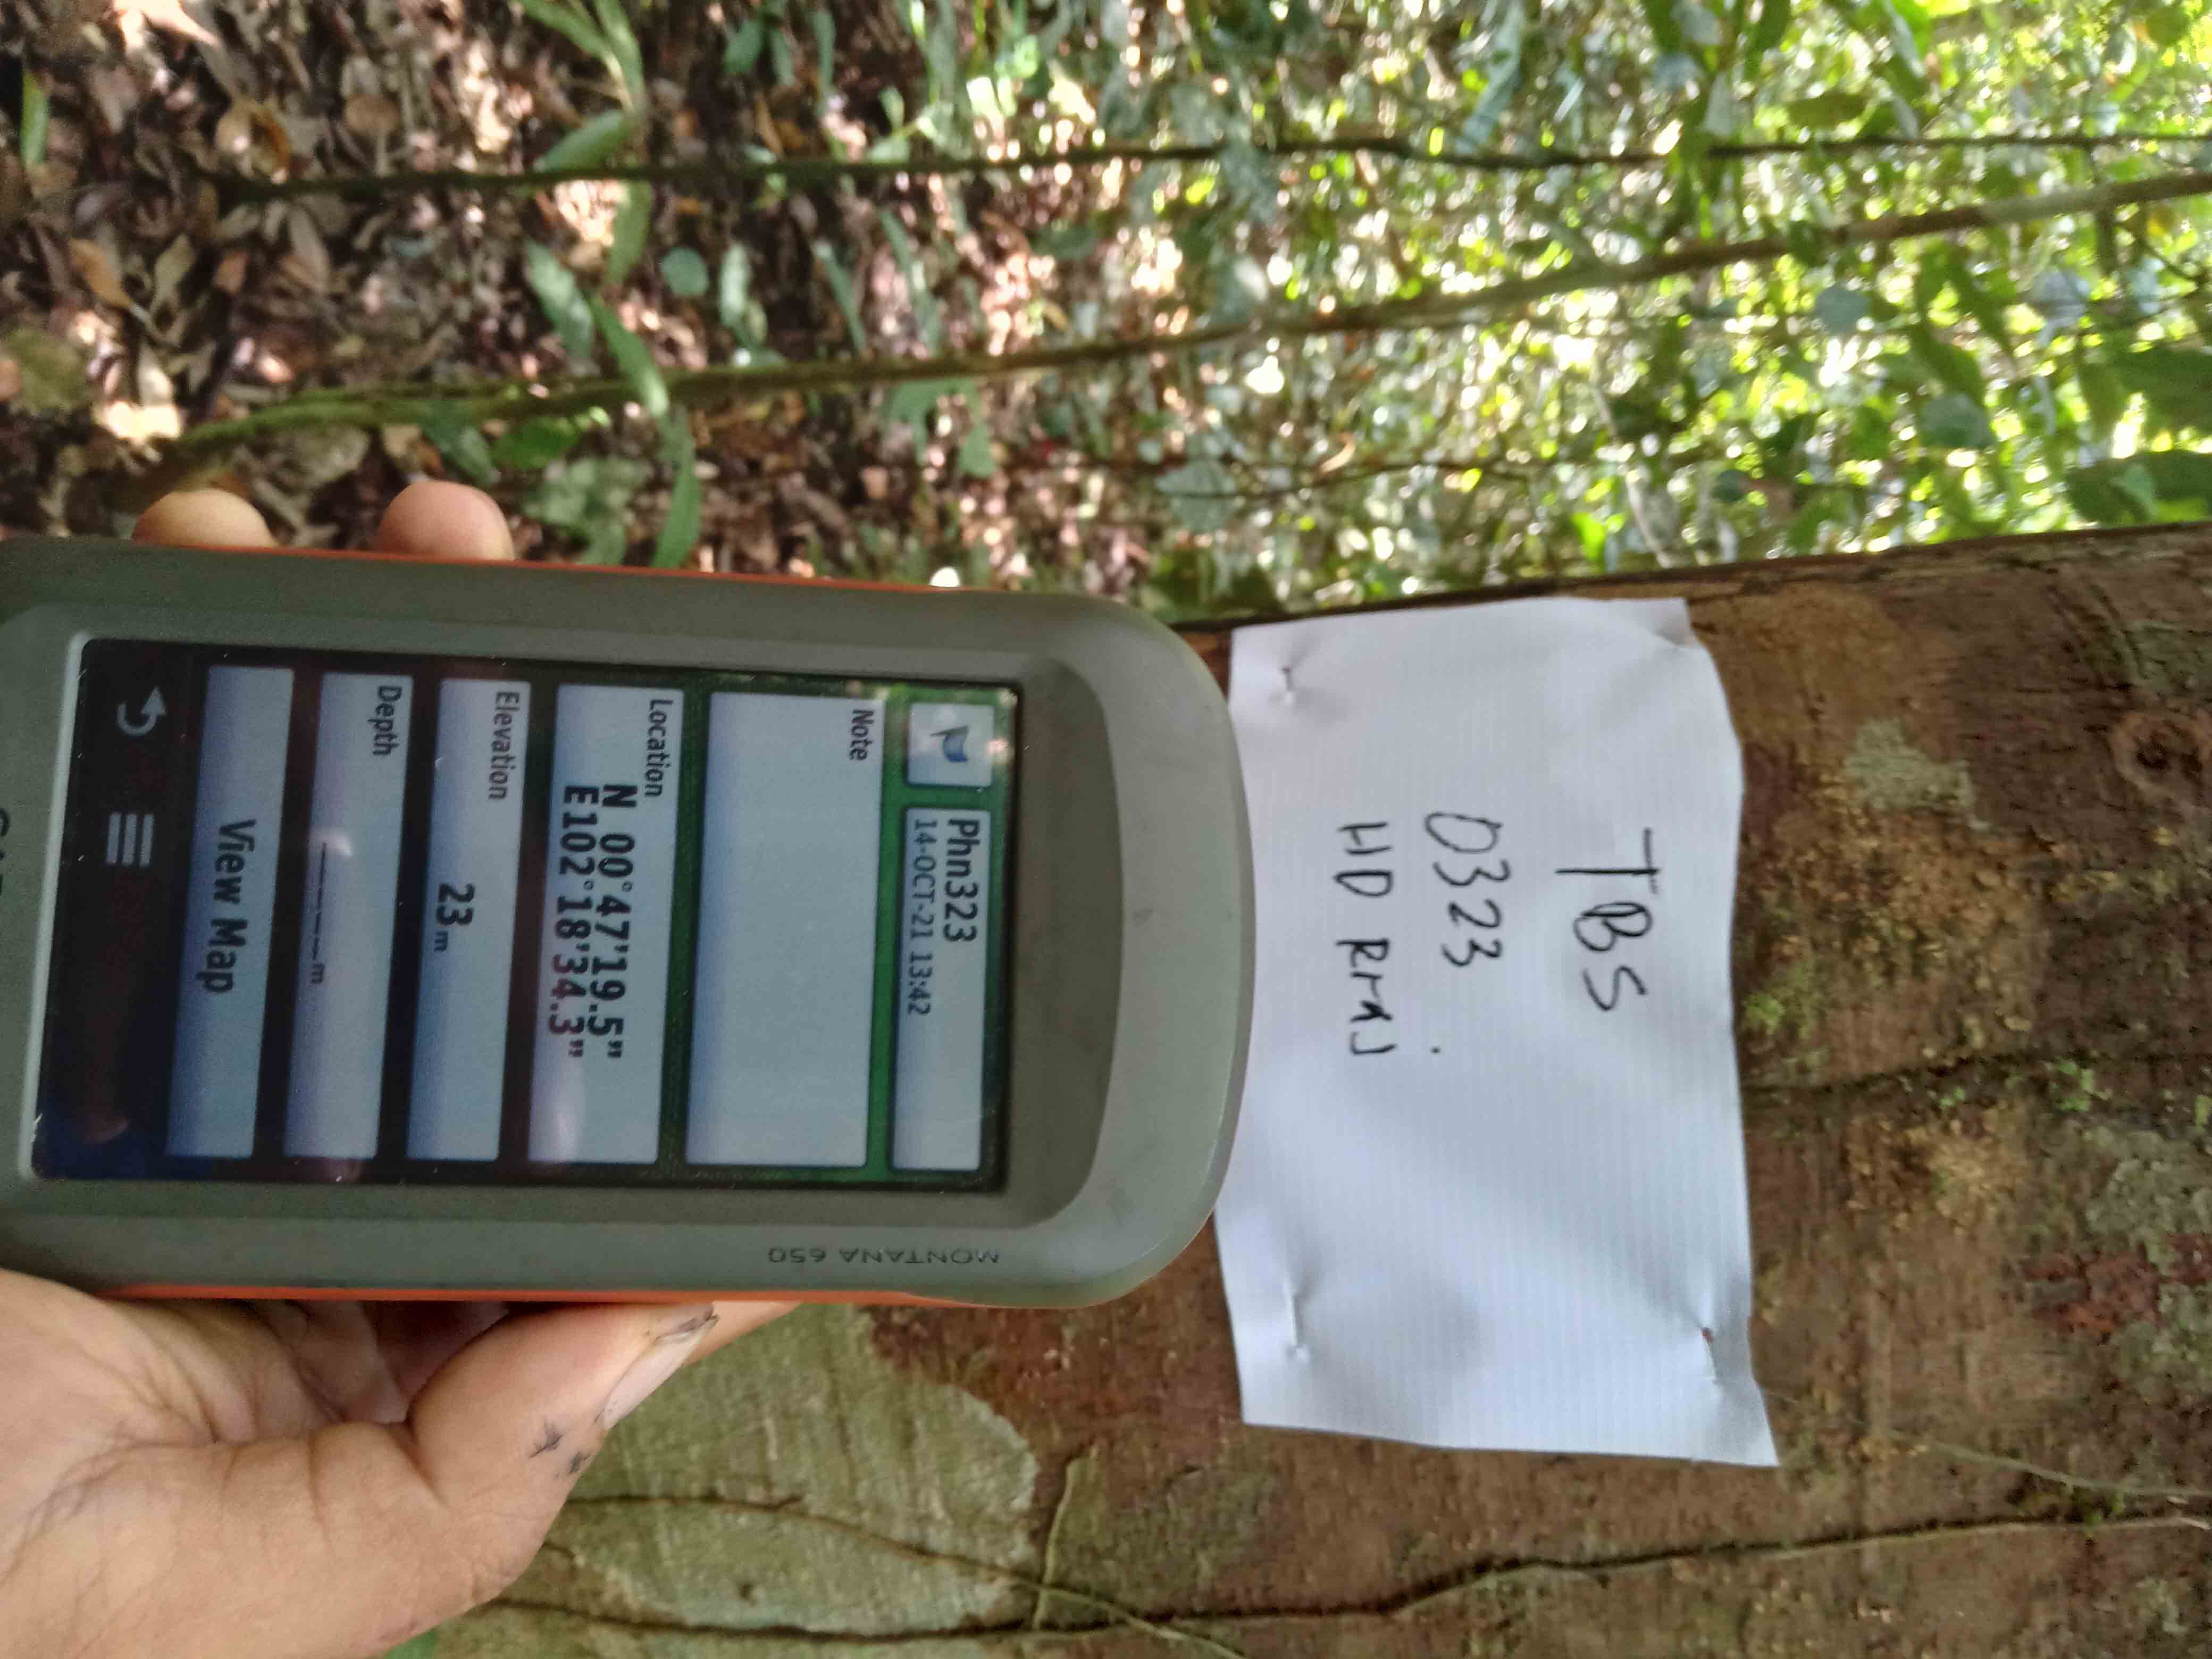 TBS
0323
HD Rmj
Phn323
14-OCT-21 13:42
Note
Location
N 00°47'19.5"
E102°18'34.3"
Elevation
23 m
Depth
_____m
View Map
MONTANA 650